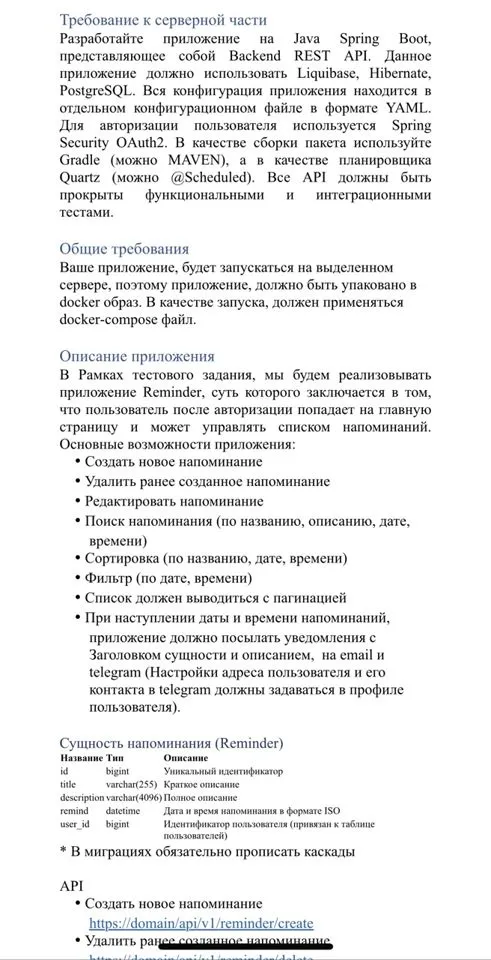 Требование к серверной части
Разработайте приложение на Java Spring Boot,
представляющее собой Backend REST API. Данное
приложение должно использовать Liquibase, Hibernate,
PostgreSQL. Вся конфигурация приложения находится в
отдельном конфигурационном файле в формате YAML.
Для авторизации пользователя используется Spring
Security OAuth2. В качестве сборки пакета используйте
Gradle (можно MAVEN), а в качестве планировщика
Quartz (можно @Scheduled). Все API должны быть
прокрыты функциональными и интеграционными
тестами.
Общие требования
Ваше приложение, будет запускаться на выделенном
сервере, поэтому приложение, должно быть упаковано в
docker образ. В качестве запуска, должен применяться
docker-compose файл.
Описание приложения
В Рамках тестового задания, мы будем реализовывать
приложение Reminder, суть которого заключается в том,
что пользователь после авторизации попадает на главную
страницу и может управлять списком напоминаний.
Основные возможности приложения:
• Создать новое напоминание
• Удалить ранее созданное напоминание
• Редактировать напоминание
• Поиск напоминания (по названию, описанию, дате,
времени)
• Сортировка (по названию, дате, времени)
• Фильтр (по дате, времени)
• Список должен выводиться с пагинацией
• При наступлении даты и времени напоминаний,
приложение должно посылать уведомления с
Заголовком сущности и описанием, на email и
telegram (Настройки адреса пользователя и его
контакта в telegram должны задаваться в профиле
пользователя).
Сущность напоминания (Reminder)
Название Тип Описание
id bigint Уникальный идентификатор
title varchar(255) Краткое описание
description varchar(4096) Полное описание
remind datetime Дата и время напоминания в формате ISO
user_id bigint Идентификатор пользователя (привязан к таблице
пользователей)
* В миграциях обязательно прописать каскады
API
• Создать новое напоминание
https://domain/api/v1/reminder/create
• Удалить ранее созданное напоминание
https://domain/api/v1/reminder/delete